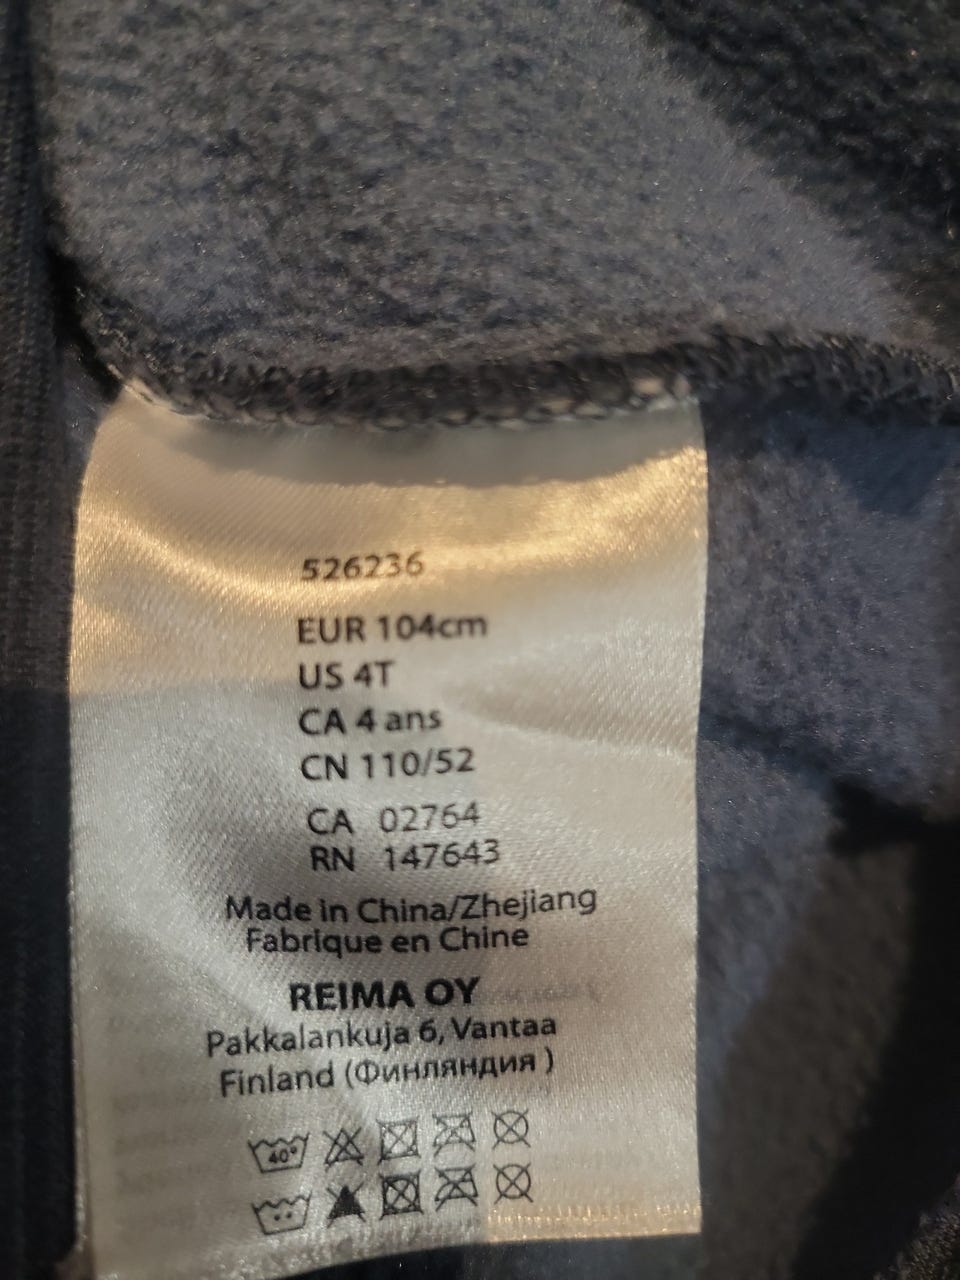 526236
EUR 104cm
US 4T
CA 4 ans
CN 110/52
CA 02764
RN 147643
Made in China/Zhejiang
Fabrique en Chine
REIMA OY
Pakkalankuja 6, Vantaa
Finland (Финляндия )
40°